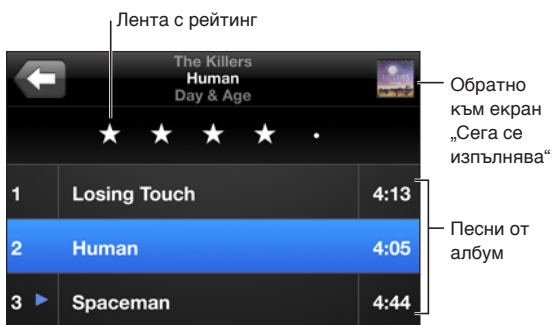 Лента с рейтинг
The Killers
Human
Day & Age
Обратно
към екран
„Сега се
изпълнява“
1 Losing Touch 4:13
2 Human 4:05
3 Spaceman 4:44
Песни от
албум